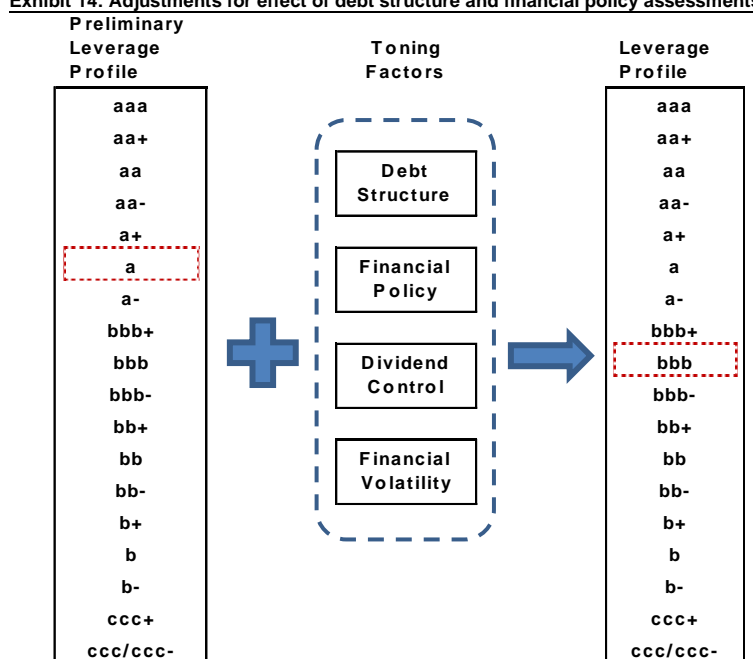 Exhibit 14. Adjustments for effect of debt structure and financial policy assessments
Preliminary
Leverage
Profile
aaa
aa+
aa
aa-
a+
a
a-
bbb+
bbb
bbb-
bb+
bb
bb-
b+
b
b-
ccc+
ccc/ccc-
Toning
Factors
Debt
Structure
Financial
Policy
Dividend
Control
Financial
Volatility
Leverage
Profile
aaa
aa+
aa
aa-
a+
a
a-
bbb+
bbb
bbb-
bb+
bb
bb-
b+
b
b-
ccc+
ccc/ccc-